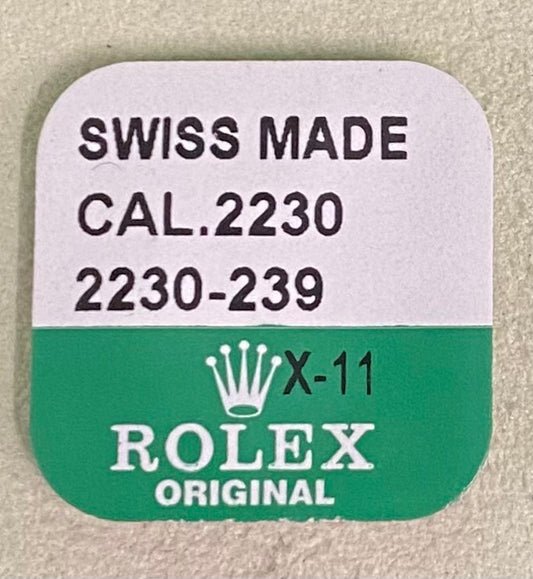 SWISS MADE
CAL.2230
2230-239
X-11
ROLEX
ORIGINAL